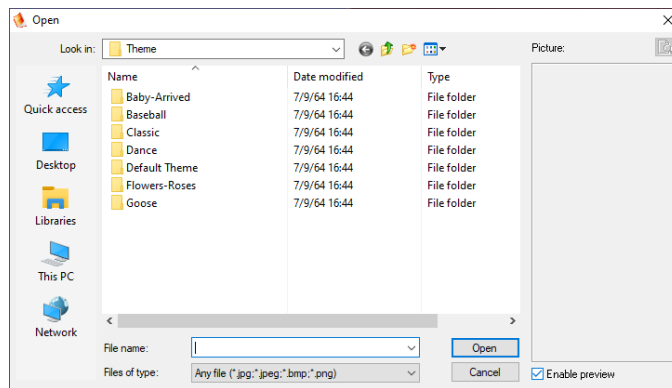 Open
Look in: Theme
Picture:
Name Date modified Type
Baby-Arrived 7/9/64 16:44 File folder
Baseball 7/9/64 16:44 File folder
Classic 7/9/64 16:44 File folder
Dance 7/9/64 16:44 File folder
Default Theme 7/9/64 16:44 File folder
Flowers-Roses 7/9/64 16:44 File folder
Goose 7/9/64 16:44 File folder
Quick access
Desktop
Libraries
This PC
Network
File name: Open
Files of type: Any file (*.jpg;*.jpeg;*.bmp;*.png) Cancel
Enable preview